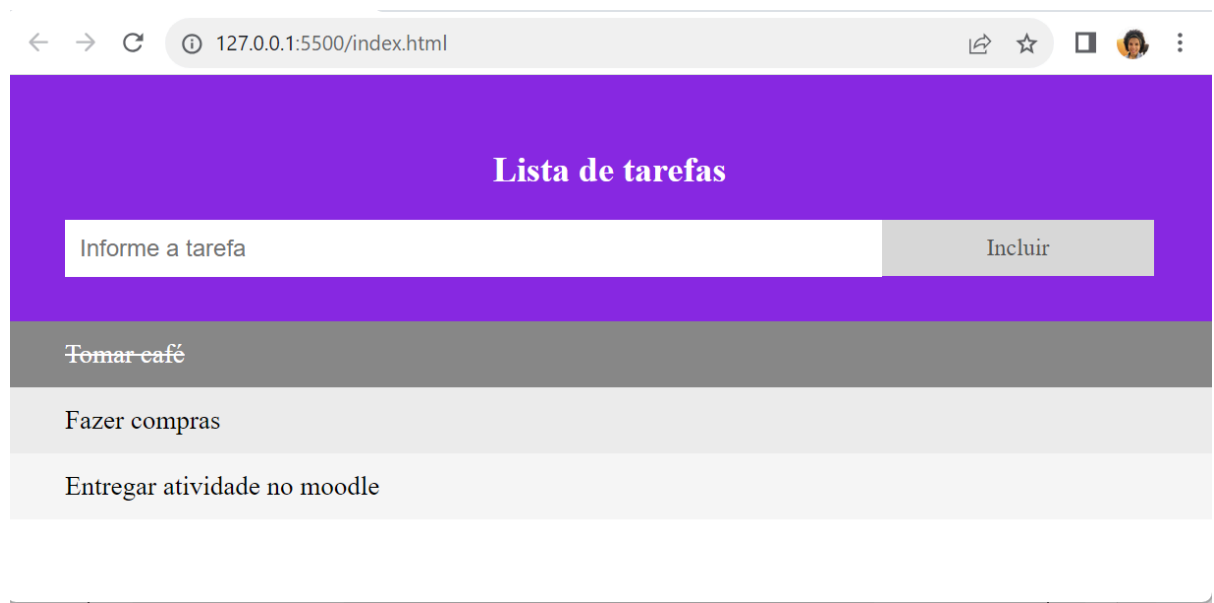 127.0.0.1:5500/index.html
Lista de tarefas
Informe a tarefa
Incluir
Tomar café
Fazer compras
Entregar atividade no moodle